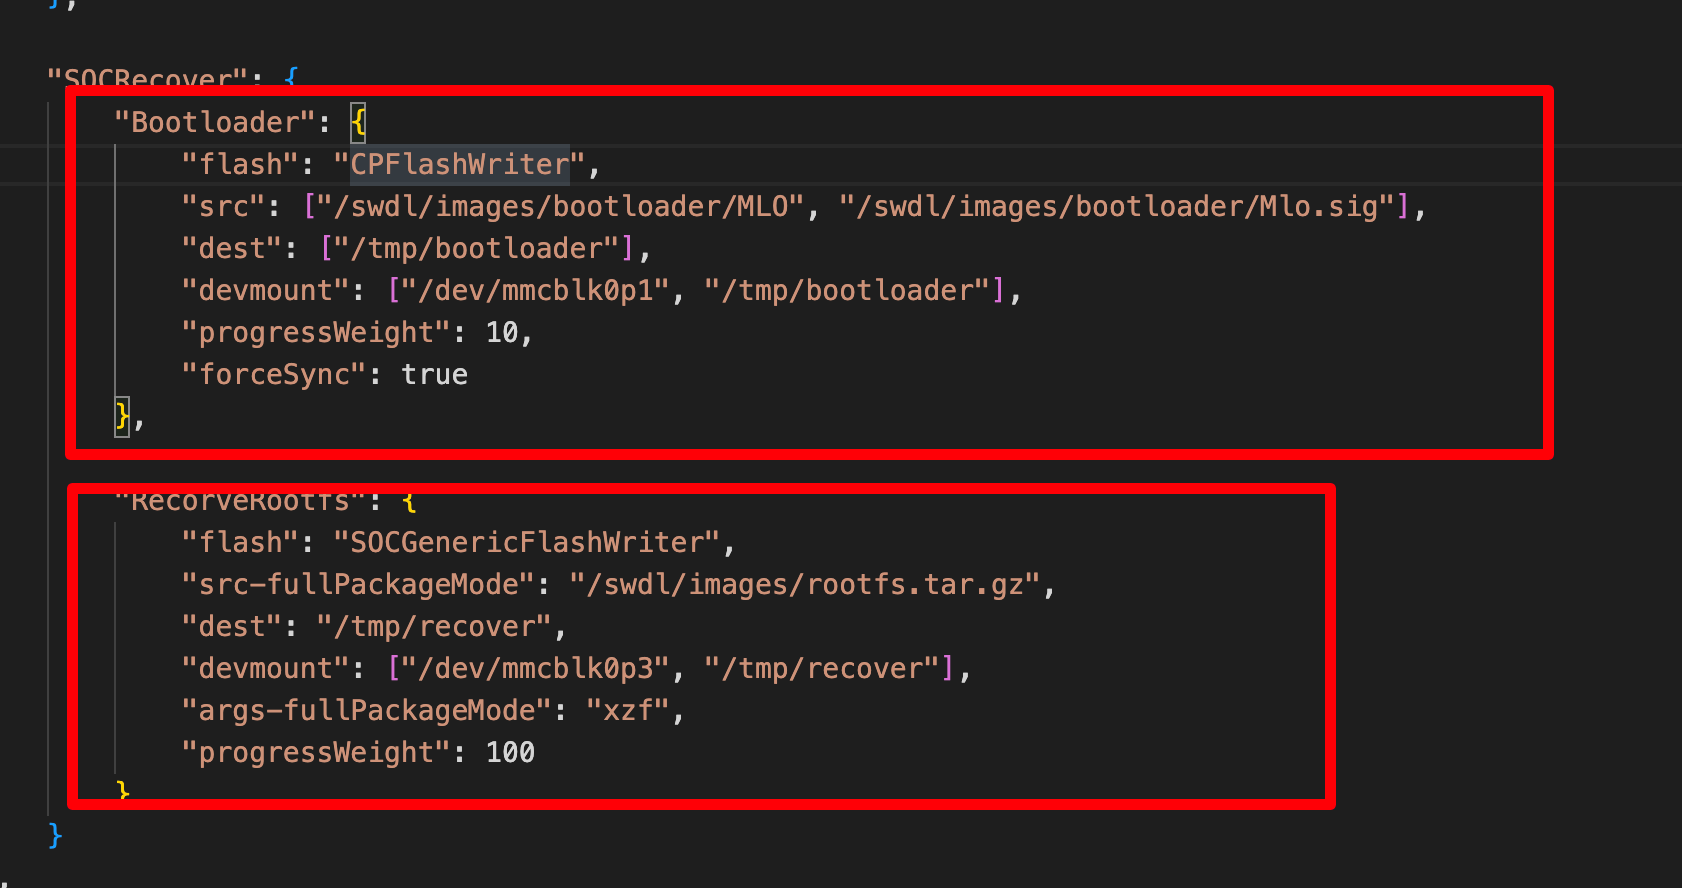 },
"SOCRecover": {
"Bootloader": {
"flash": "CPFlashWriter",
"src": ["/swdl/images/bootloader/MLO", "/swdl/images/bootloader/Mlo.sig"],
"dest": ["/tmp/bootloader"],
"devmount": ["/dev/mmcblk0p1", "/tmp/bootloader"],
"progressWeight": 10,
"forceSync": true
},
"RecorveRootfs": {
"flash": "SOCGenericFlashWriter",
"src-fullPackageMode": "/swdl/images/rootfs.tar.gz",
"dest": "/tmp/recover",
"devmount": ["/dev/mmcblk0p3", "/tmp/recover"],
"args-fullPackageMode": "xzf",
"progressWeight": 100
}
}
,